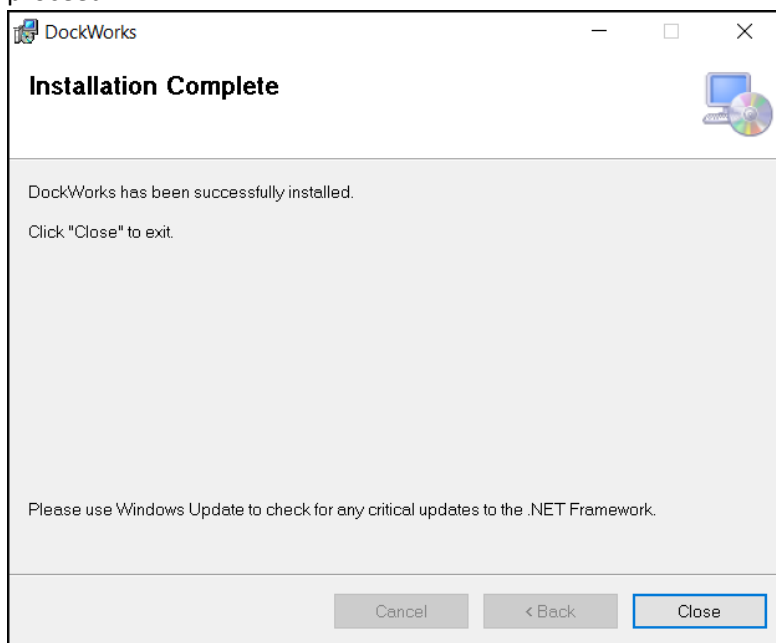 DockWorks
Installation Complete
DockWorks has been successfully installed.
Click "Close" to exit.
Please use Windows Update to check for any critical updates to the .NET Framework.
Cancel
< Back
Close